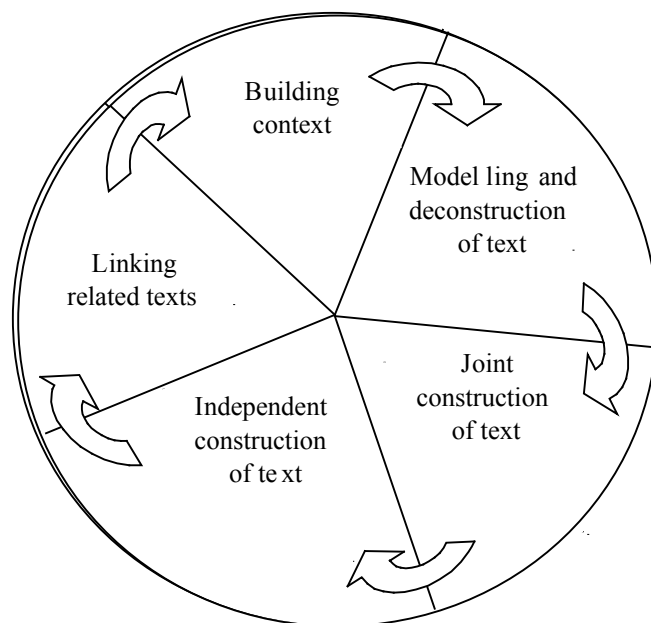 Building
context
Model ling and
deconstruction
of text
Joint
construction
of text
Independent
construction
of te xt
Linking
related texts